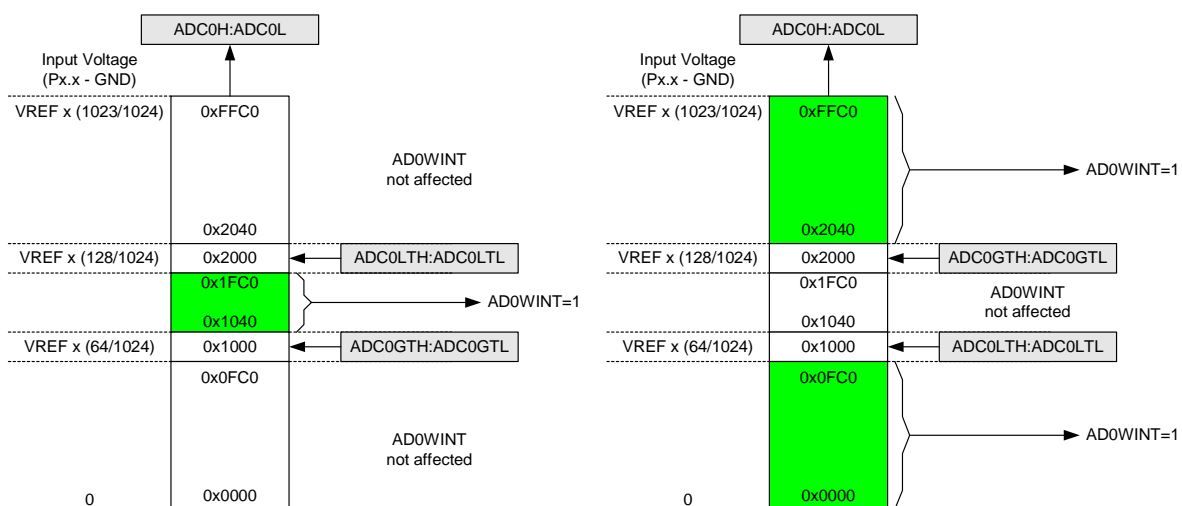 ADC0H:ADC0L
Input Voltage
(Px.x - GND)
VREF x (1023/1024)
0xFFC0
AD0WINT
not affected
0x2040
VREF x (128/1024)
0x2000
ADC0LTH:ADC0LTL
0x1FC0
AD0WINT=1
0x1040
VREF x (64/1024)
0x1000
ADC0GTH:ADC0GTL
0x0FC0
AD0WINT
not affected
0
0x0000
ADC0H:ADC0L
Input Voltage
(Px.x - GND)
VREF x (1023/1024)
0xFFC0
AD0WINT=1
0x2040
VREF x (128/1024)
0x2000
ADC0GTH:ADC0GTL
0x1FC0
AD0WINT
not affected
0x1040
VREF x (64/1024)
0x1000
ADC0LTH:ADC0LTL
0x0FC0
AD0WINT=1
0
0x0000